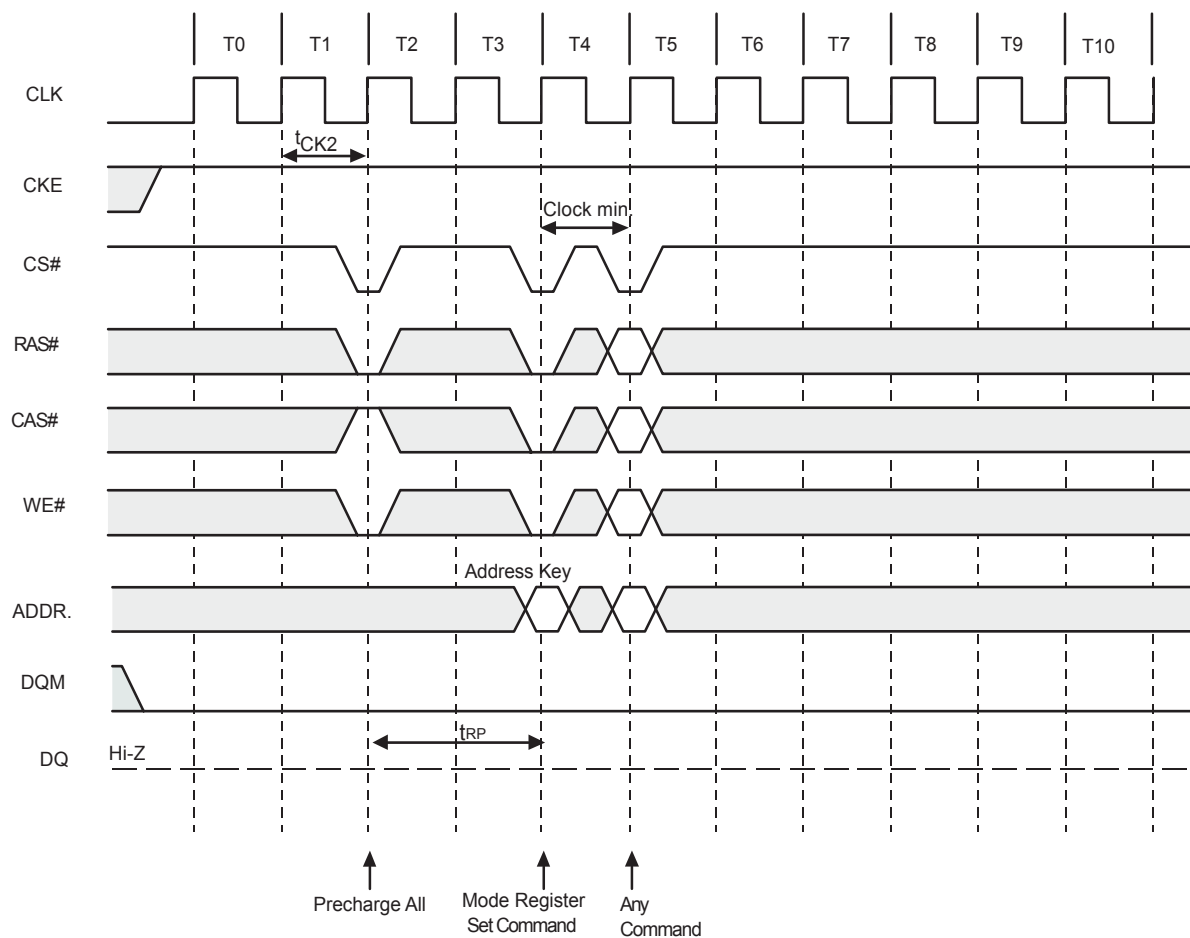 T0 T1 T2 T3 T4 T5 T6 T7 T8 T9 T10
CLK
tCK2
CKE
Clock min.
CS#
RAS#
CAS#
WE#
Address Key
ADDR.
DQM
tRP
DQ Hi-Z
Precharge All
Mode Register
Set Command
Any
Command